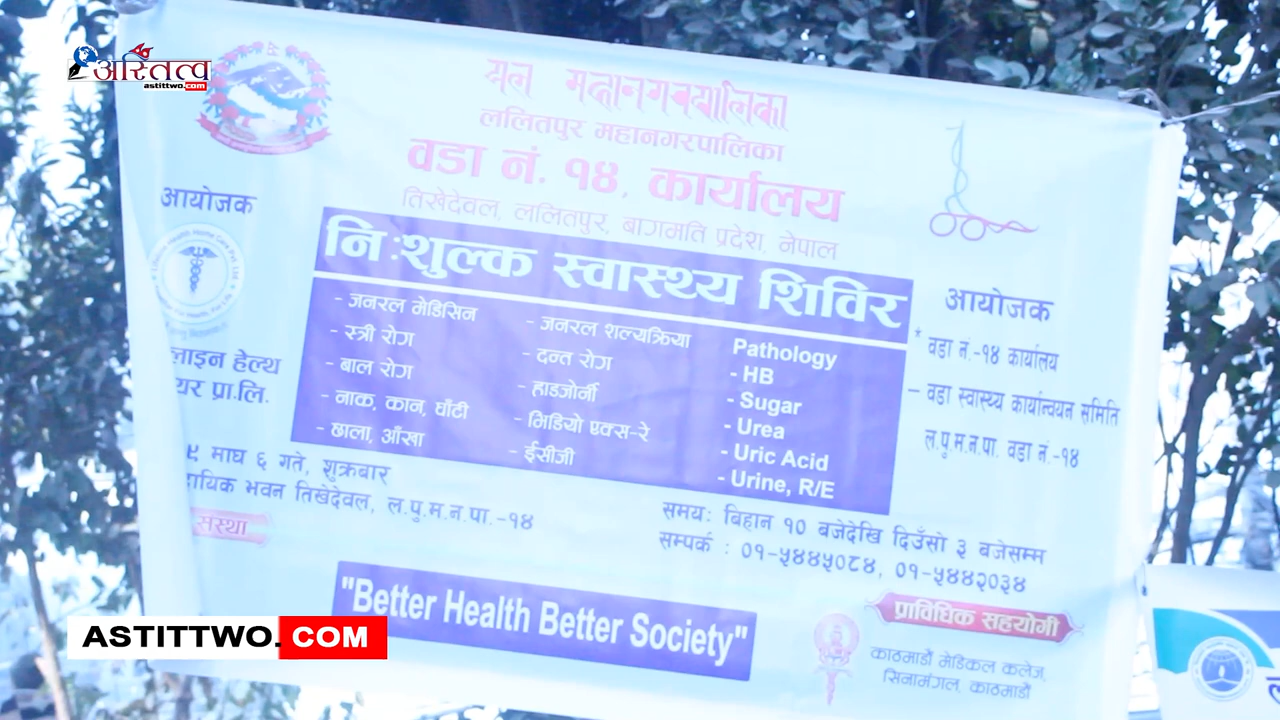 अस्तित्व
astittwo.com
ललितपुर महानगरपालिका
वडा नं. १४, कार्यालय
तिखेदेवल, ललितपुर, बागमति प्रदेश, नेपाल
आयोजक
निःशुल्क स्वास्थ्य शिविर
- जनरल मेडिसिन
- स्त्री रोग
- बाल रोग
- नाक, कान, घाँटी
- छाला, आँखा
- जनरल शल्यक्रिया
- दन्त रोग
- हाडजोर्नी
- भिडियो एक्स-रे
- ईसीजी
Pathology
- HB
- Sugar
- Urea
- Uric Acid
- Urine, R/E
आयोजक
* वडा नं.-१४ कार्यालय
- वडा स्वास्थ्य कार्यान्वयन समिति
ल.पु.म.न.पा. वडा नं.-१४
लाइन हेल्थ
यर प्रा.लि.
९ माघ ६ गते, शुक्रबार
भवन तिखेदेवल, ल.पु.म.न.पा.-१४
संस्था
समय: बिहान १० बजेदेखि दिउँसो ३ बजेसम्म
सम्पर्क : ०१-५४४५०८४, ०१-५४४२०३४
"Better Health Better Society"
प्राविधिक सहयोगी
काठमाडौं मेडिकल कलेज,
सिनामंगल, काठमाडौं
ASTITTWO.COM